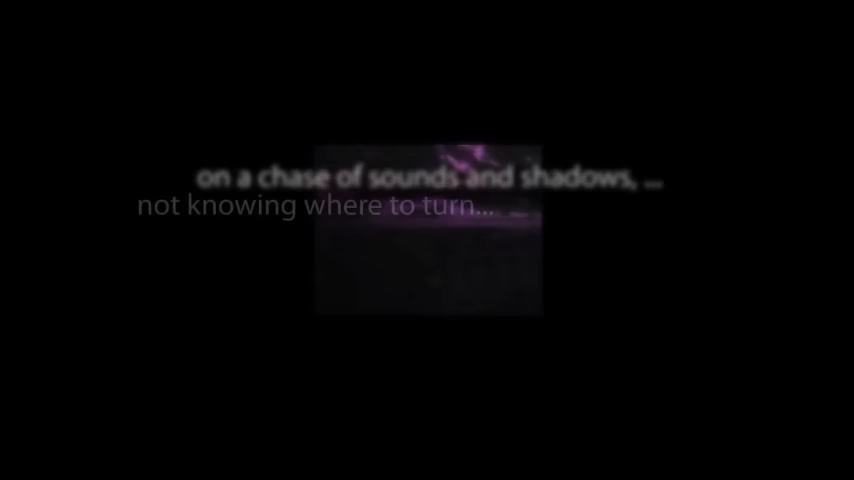 on a chase of sounds and shadows, ...
not knowing where to turn...